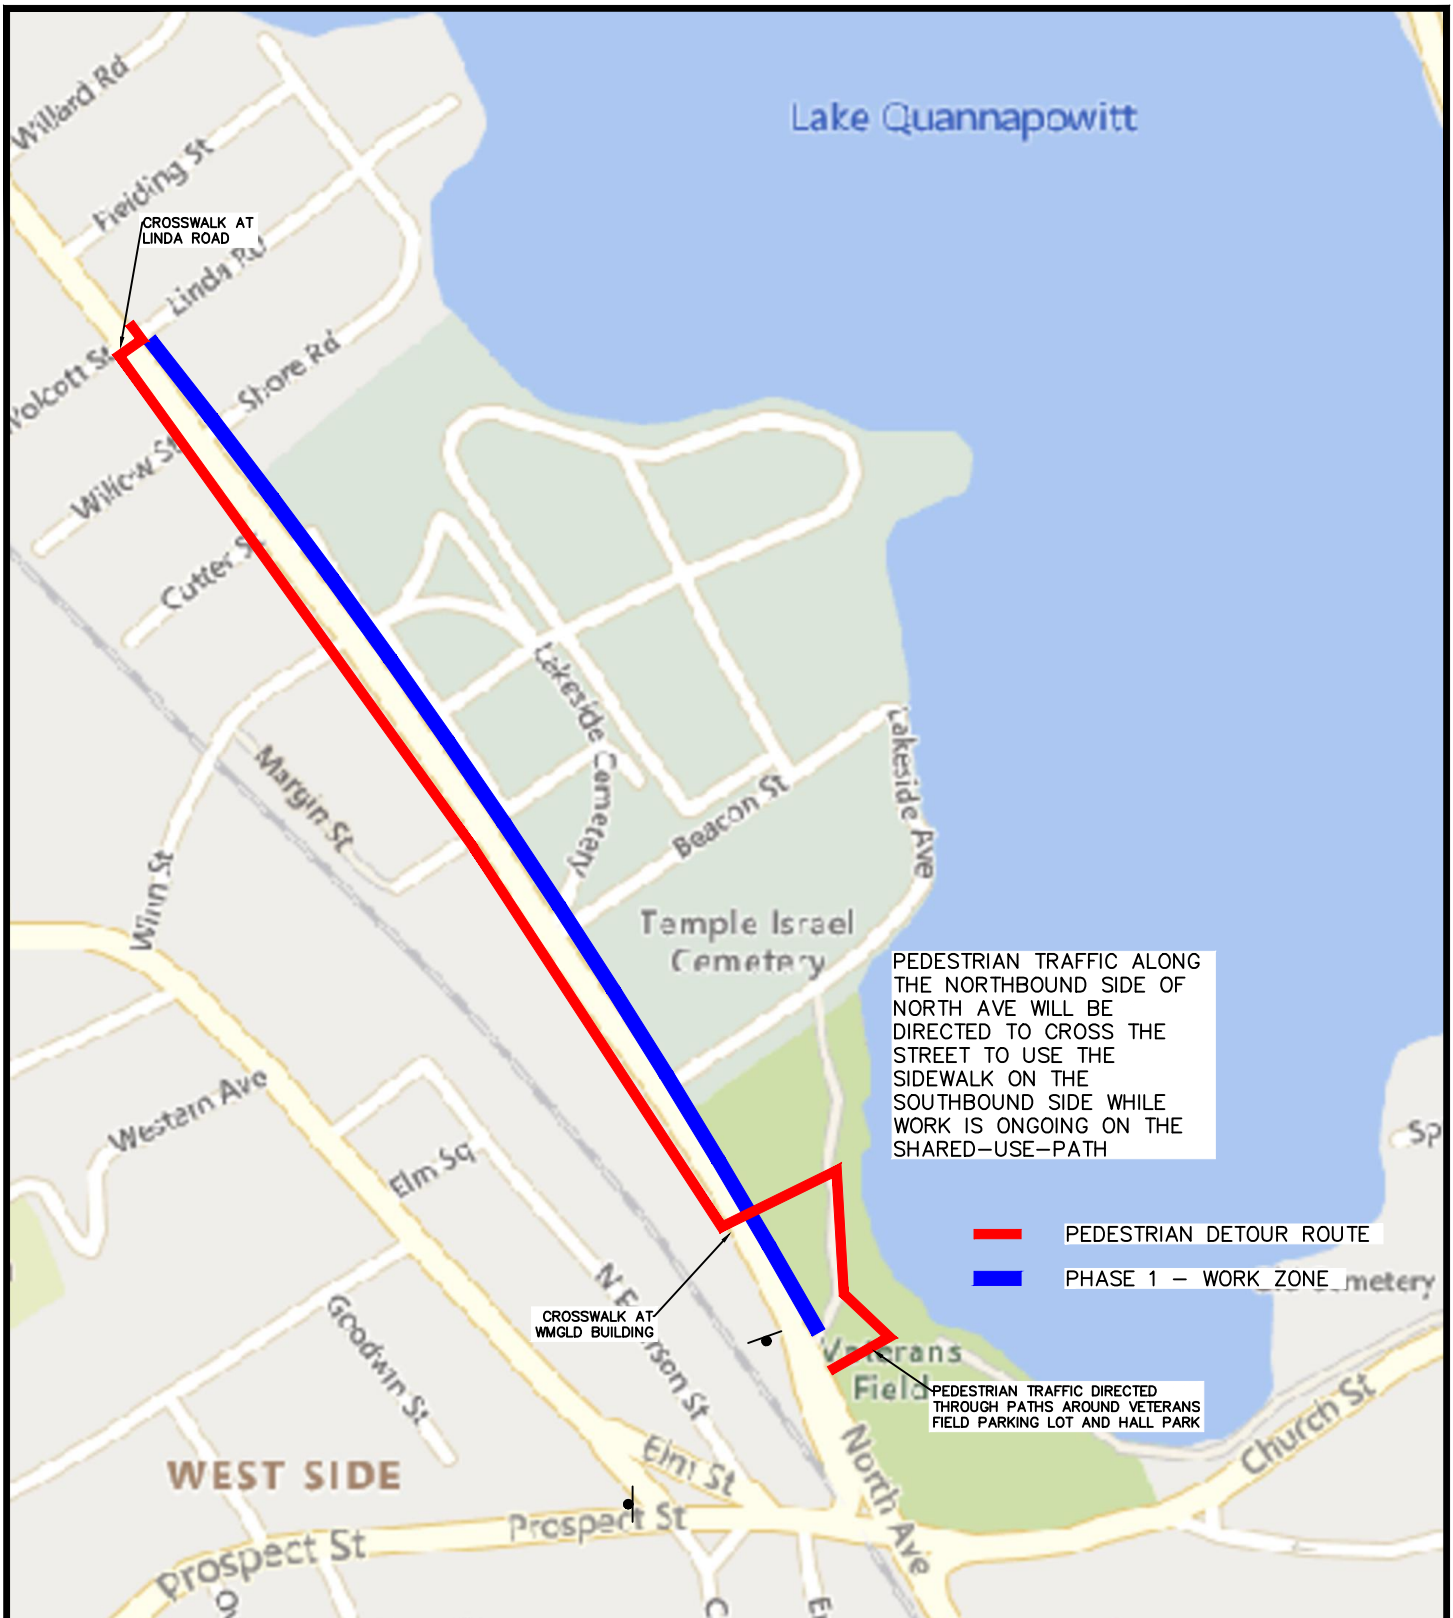 Willard Rd
Lake Quannapowitt
Fielding St
CROSSWALK AT
LINDA ROAD
Linda Rd
Shore Rd
Willow St
Cutter St
Lakeside Cemetery
Margin St
Beacon St
Lakeside Ave
Winn St
Temple Israel
Cemetery
PEDESTRIAN TRAFFIC ALONG
THE NORTHBOUND SIDE OF
NORTH AVE WILL BE
DIRECTED TO CROSS THE
STREET TO USE THE
SIDEWALK ON THE
SOUTHBOUND SIDE WHILE
WORK IS ONGOING ON THE
SHARED-USE-PATH
Western Ave
Sp
Elm Sq
PEDESTRIAN DETOUR ROUTE
PHASE 1 - WORK ZONE
metery
CROSSWALK AT
WMGLD BUILDING
Goodwin St
Veterans
Field
PEDESTRIAN TRAFFIC DIRECTED
THROUGH PATHS AROUND VETERANS
FIELD PARKING LOT AND HALL PARK
Church St
WEST SIDE
Elm St
North Ave
Prospect St
Prospect St